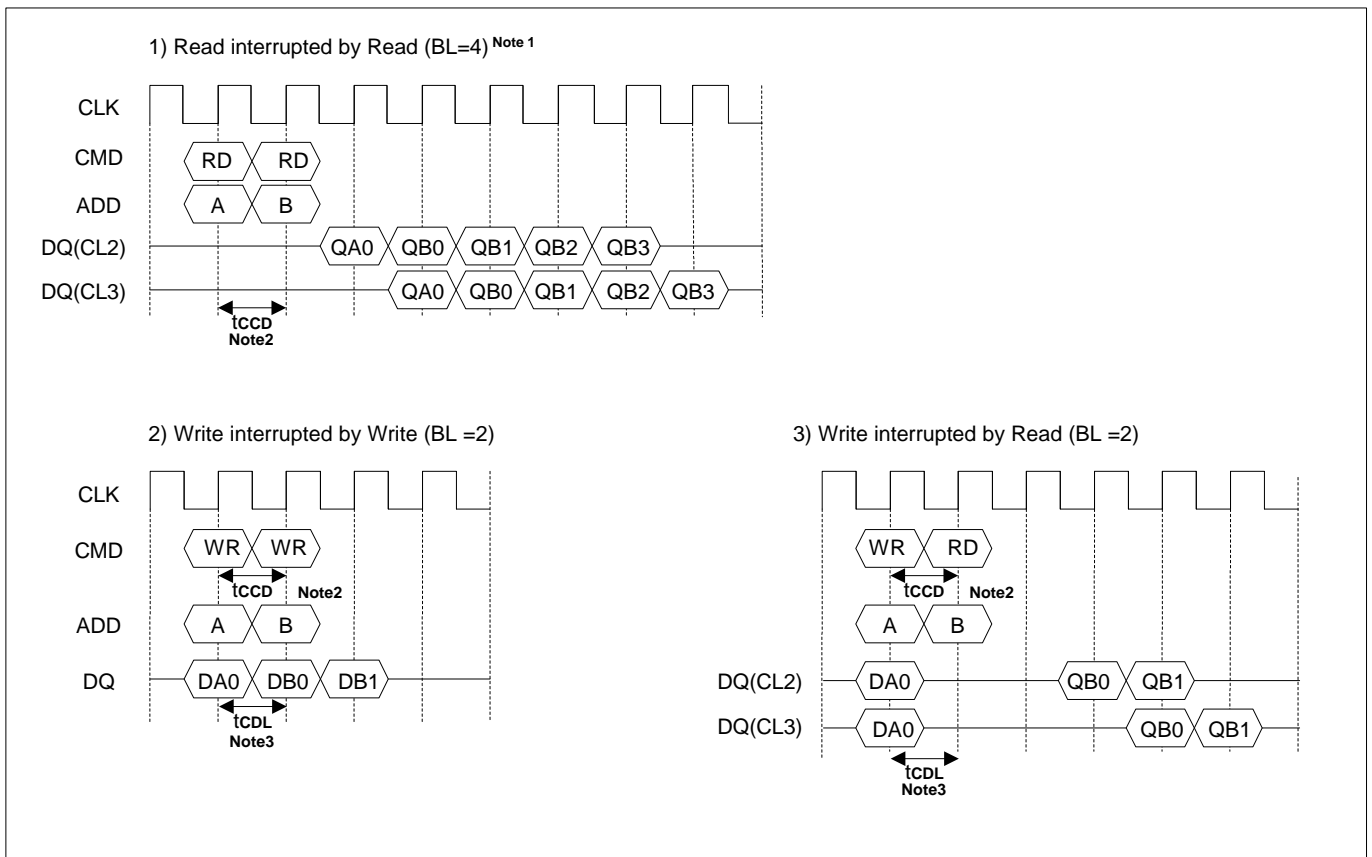 1) Read interrupted by Read (BL=4) Note 1
CLK
CMD RD RD
ADD A B
DQ(CL2) QA0 QB0 QB1 QB2 QB3
DQ(CL3) QA0 QB0 QB1 QB2 QB3
tCCD
Note2
2) Write interrupted by Write (BL =2)
CLK
CMD WR WR
tCCD Note2
ADD A B
DQ DA0 DB0 DB1
tCDL
Note3
3) Write interrupted by Read (BL =2)
WR RD
tCCD Note2
A B
DQ(CL2) DA0 QB0 QB1
DQ(CL3) DA0 QB0 QB1
tCDL
Note3